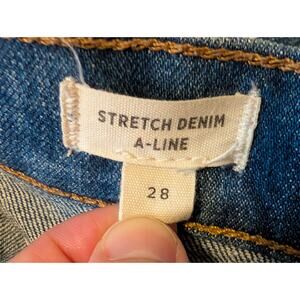 STRETCH DENIM
A-LINE
28